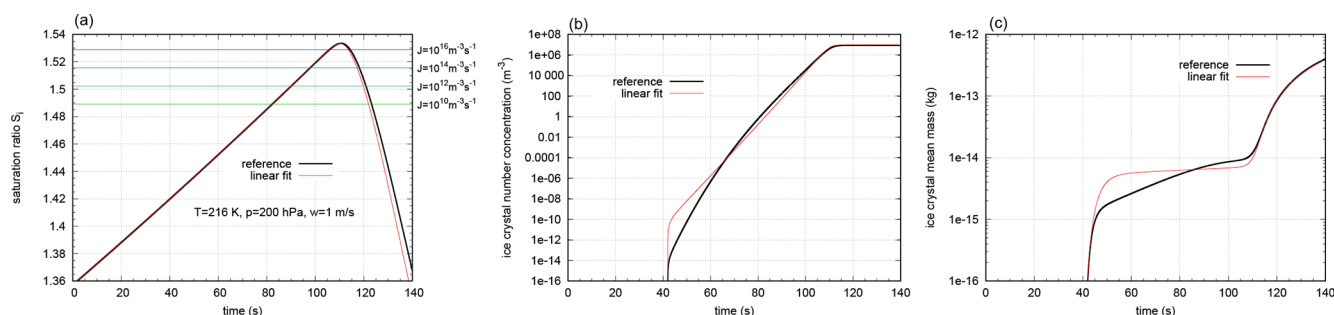 (a)
1.54
1.52
1.5
1.48
1.46
1.44
1.42
1.4
1.38
1.36
saturation ratio Si
J=10^16 m^-3 s^-1
J=10^14 m^-3 s^-1
J=10^12 m^-3 s^-1
J=10^10 m^-3 s^-1
reference
linear fit
T=216 K, p=200 hPa, w=1 m/s
0 20 40 60 80 100 120 140
time (s)
(b)
1e+08
1e+06
10 000
100
1
0.01
0.0001
1e-06
1e-08
1e-10
1e-12
1e-14
1e-16
ice crystal number concentration (m^-3)
reference
linear fit
0 20 40 60 80 100 120 140
time (s)
(c)
1e-12
1e-13
1e-14
1e-15
1e-16
ice crystal mean mass (kg)
reference
linear fit
0 20 40 60 80 100 120 140
time (s)